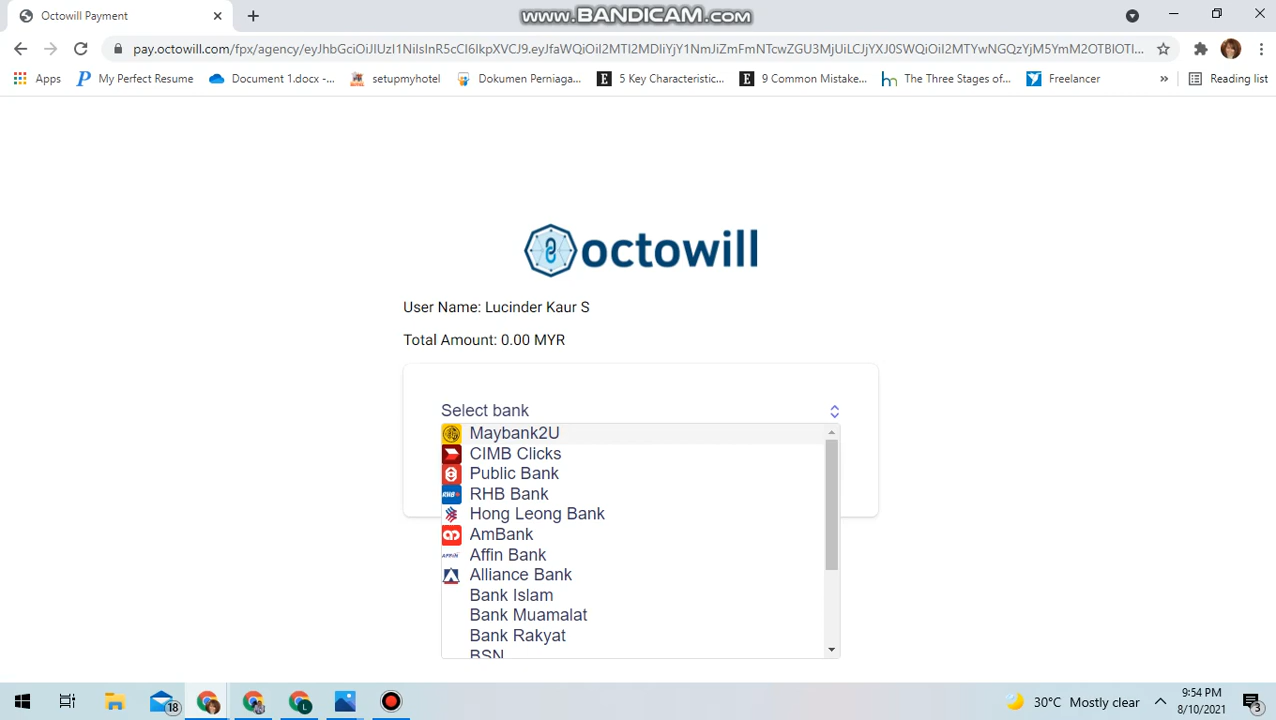 Octowill Payment
www.BANDICAM.com
pay.octowill.com/fpx/agency/
Apps
My Perfect Resume
Document 1.docx -...
setupmyhotel
Dokumen Perniaga...
5 Key Characteristic...
9 Common Mistake...
The Three Stages of...
Freelancer
»
Reading list
octowill
User Name: Lucinder Kaur S
Total Amount: 0.00 MYR
Select bank
Maybank2U
CIMB Clicks
Public Bank
RHB Bank
Hong Leong Bank
AmBank
Affin Bank
Alliance Bank
Bank Islam
Bank Muamalat
Bank Rakyat
BSN
18
L
30°C Mostly clear
9:54 PM
8/10/2021
3